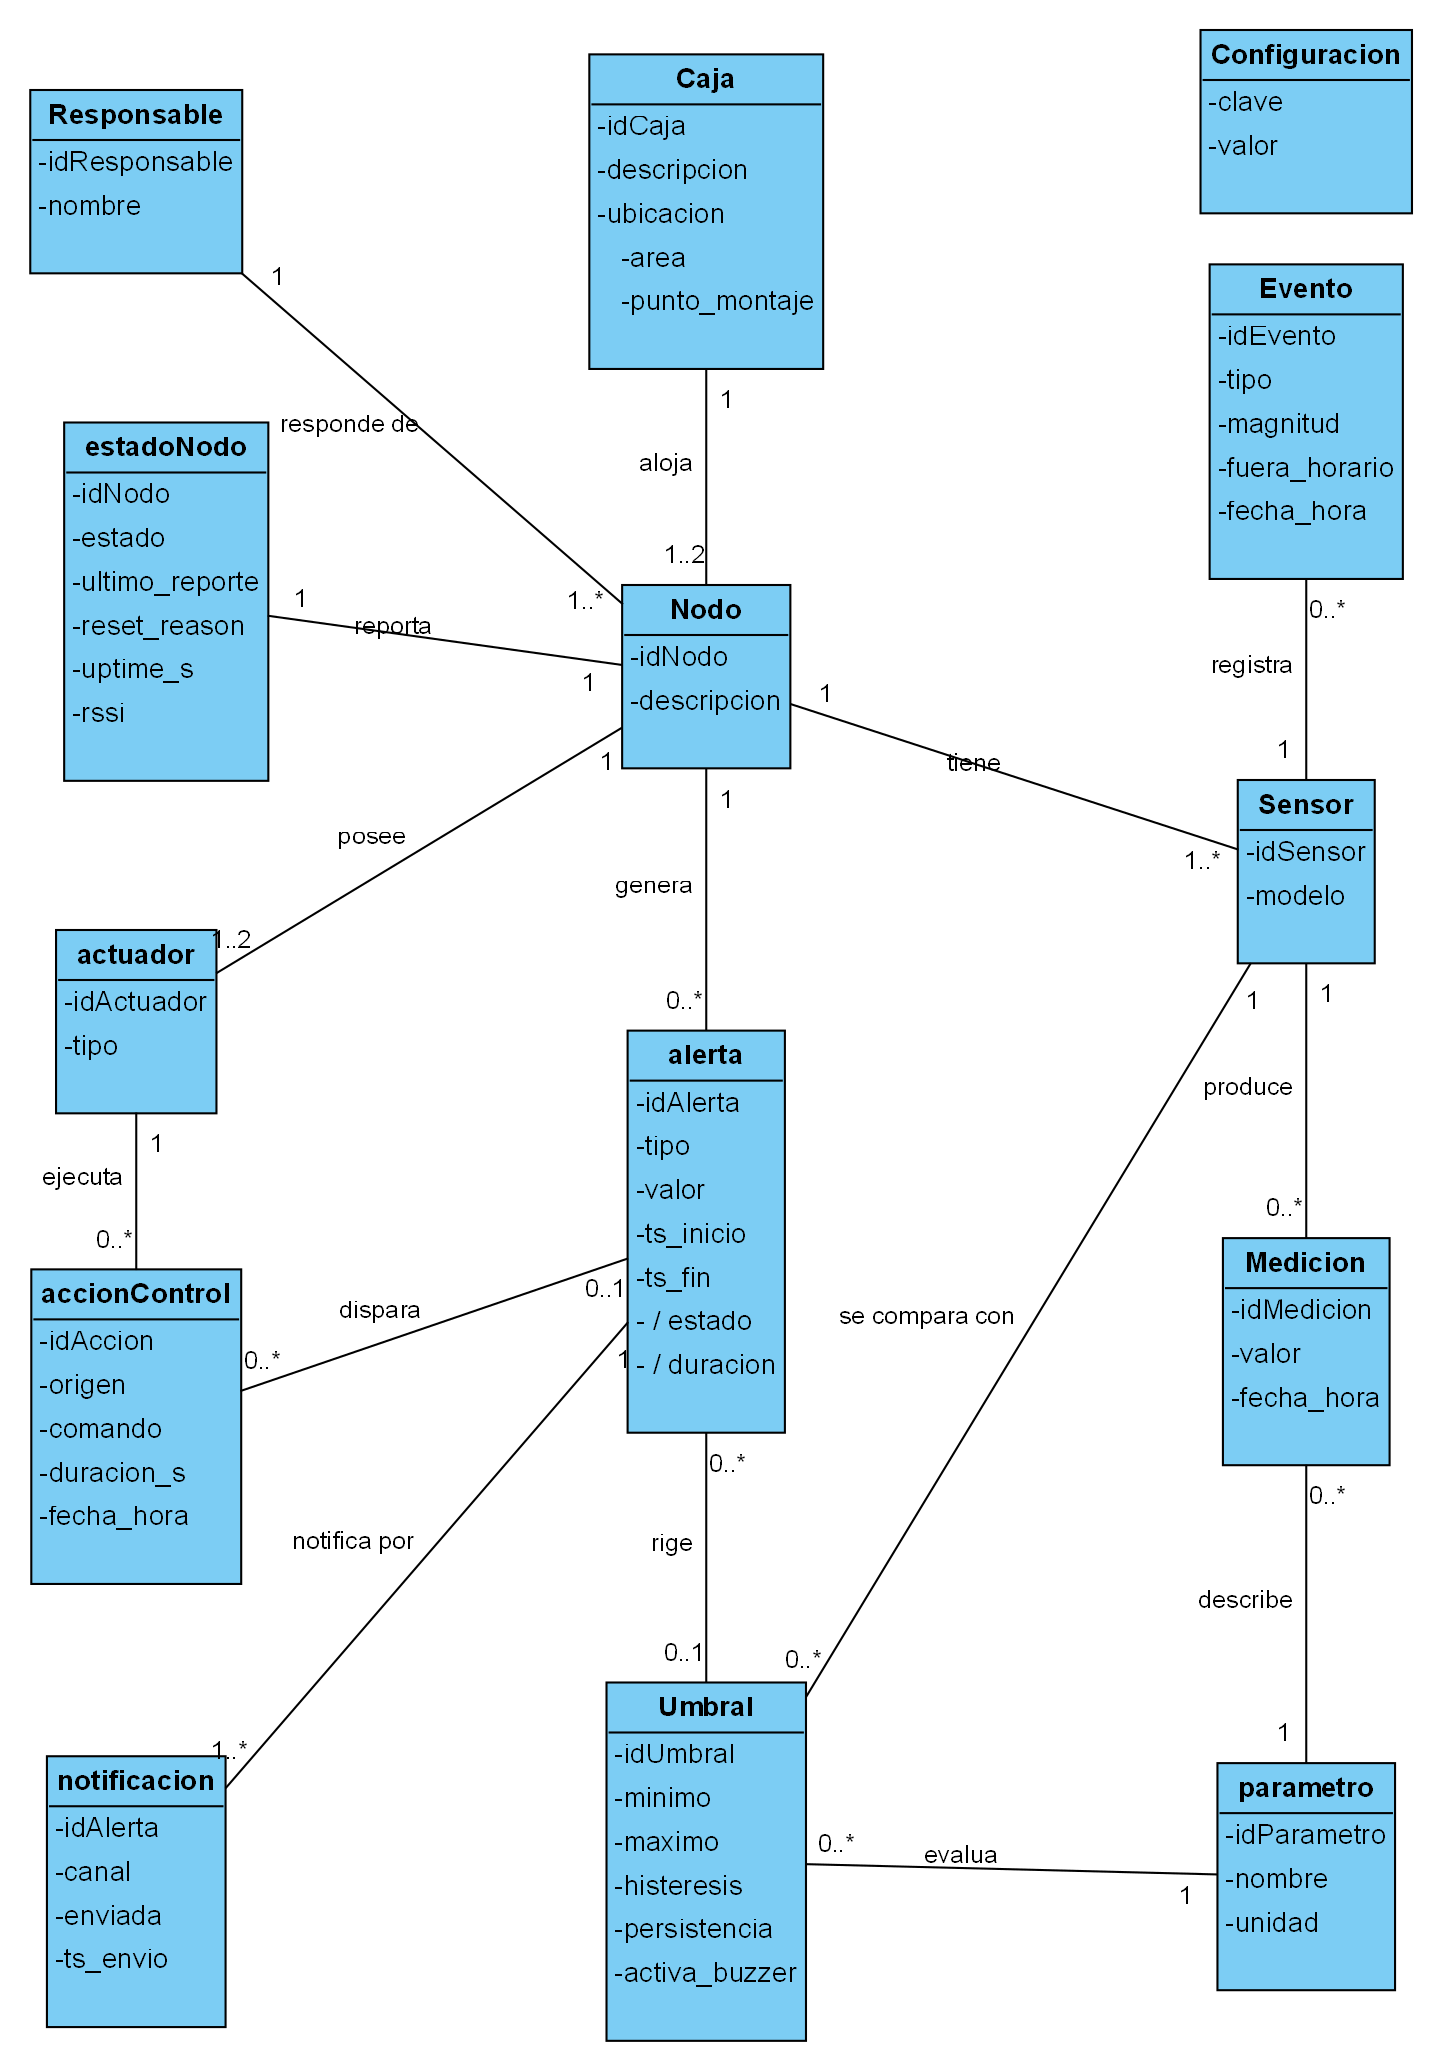 Configuracion
-clave
-valor
Caja
-idCaja
-descripcion
-ubicacion
-area
-punto_montaje
Responsable
-idResponsable
-nombre
1
responde de
1..*
1
aloja
1..2
Evento
-idEvento
-tipo
-magnitud
-fuera_horario
-fecha_hora
0..*
registra
1
estadoNodo
-idNodo
-estado
-ultimo_reporte
-reset_reason
-uptime_s
-rssi
1
reporta
1
Nodo
-idNodo
-descripcion
1
tiene
1..*
1
posee
1..2
1
genera
0..*
Sensor
-idSensor
-modelo
1
1
produce
0..*
actuador
-idActuador
-tipo
1
ejecuta
0..*
alerta
-idAlerta
-tipo
-valor
-ts_inicio
-ts_fin
- / estado
- / duracion
0..1
dispara
0..*
1
accionControl
-idAccion
-origen
-comando
-duracion_s
-fecha_hora
se compara con
0..*
Medicion
-idMedicion
-valor
-fecha_hora
0..*
describe
1
notifica por
1..*
0..*
rige
0..1
notificacion
-idAlerta
-canal
-enviada
-ts_envio
Umbral
-idUmbral
-minimo
-maximo
-histeresis
-persistencia
-activa_buzzer
0..*
evalua
1
parametro
-idParametro
-nombre
-unidad